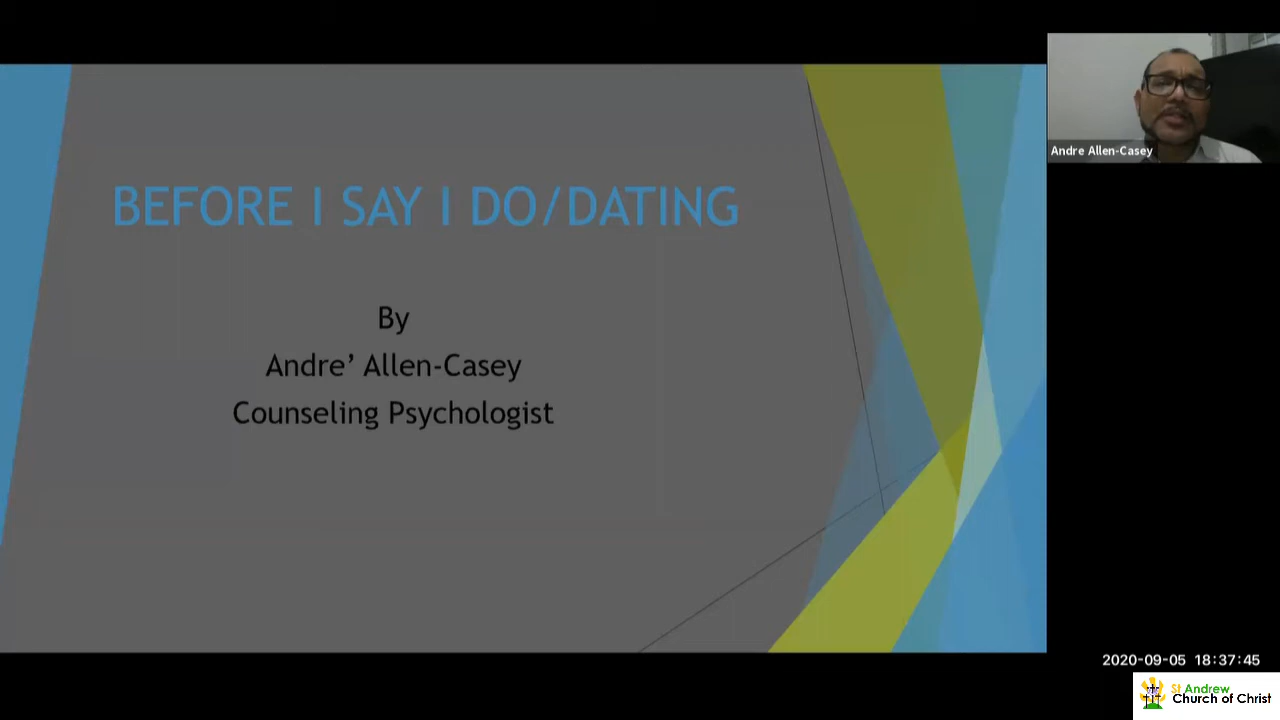 BEFORE I SAY I DO/DATING
By
Andre’ Allen-Casey
Counseling Psychologist
Andre Allen-Casey
2020-09-05 18:37:45
St Andrew
Church of Christ